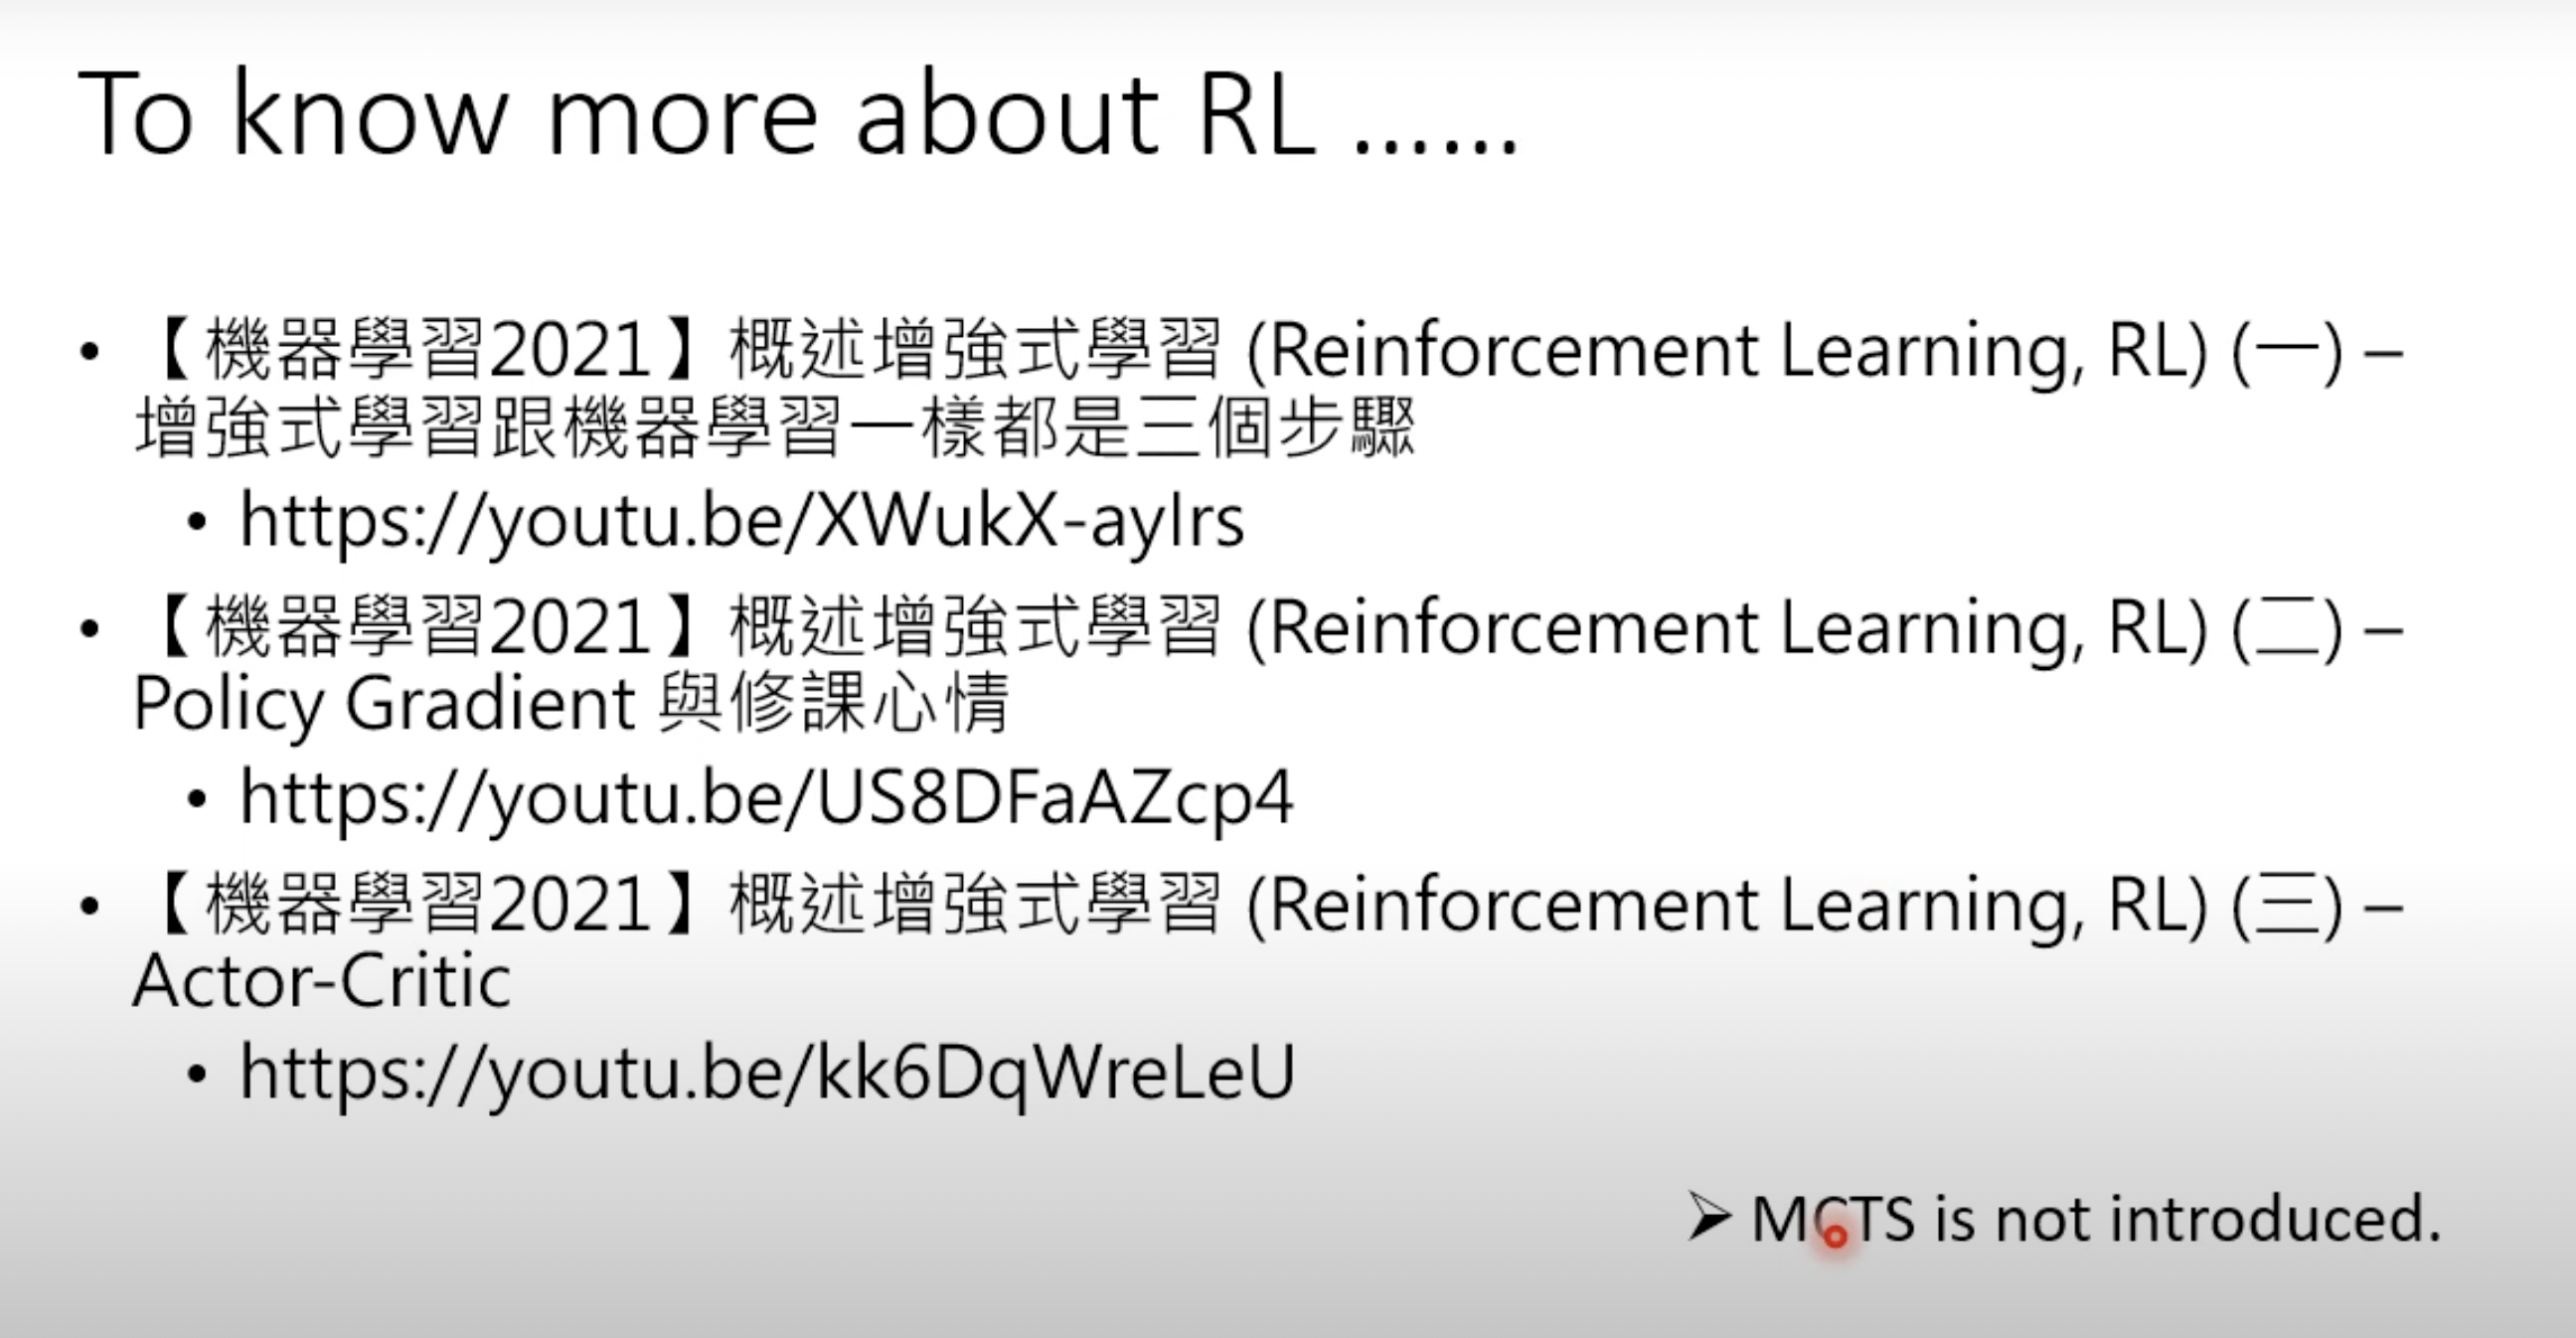 To know more about RL ......
• 【機器學習2021】概述增強式學習 (Reinforcement Learning, RL) (一) –
增強式學習跟機器學習一樣都是三個步驟
• https://youtu.be/XWukX-ayIrs
• 【機器學習2021】概述增強式學習 (Reinforcement Learning, RL) (二) –
Policy Gradient 與修課心情
• https://youtu.be/US8DFaAZcp4
• 【機器學習2021】概述增強式學習 (Reinforcement Learning, RL) (三) –
Actor-Critic
• https://youtu.be/kk6DqWreLeU
➢ MCTS is not introduced.